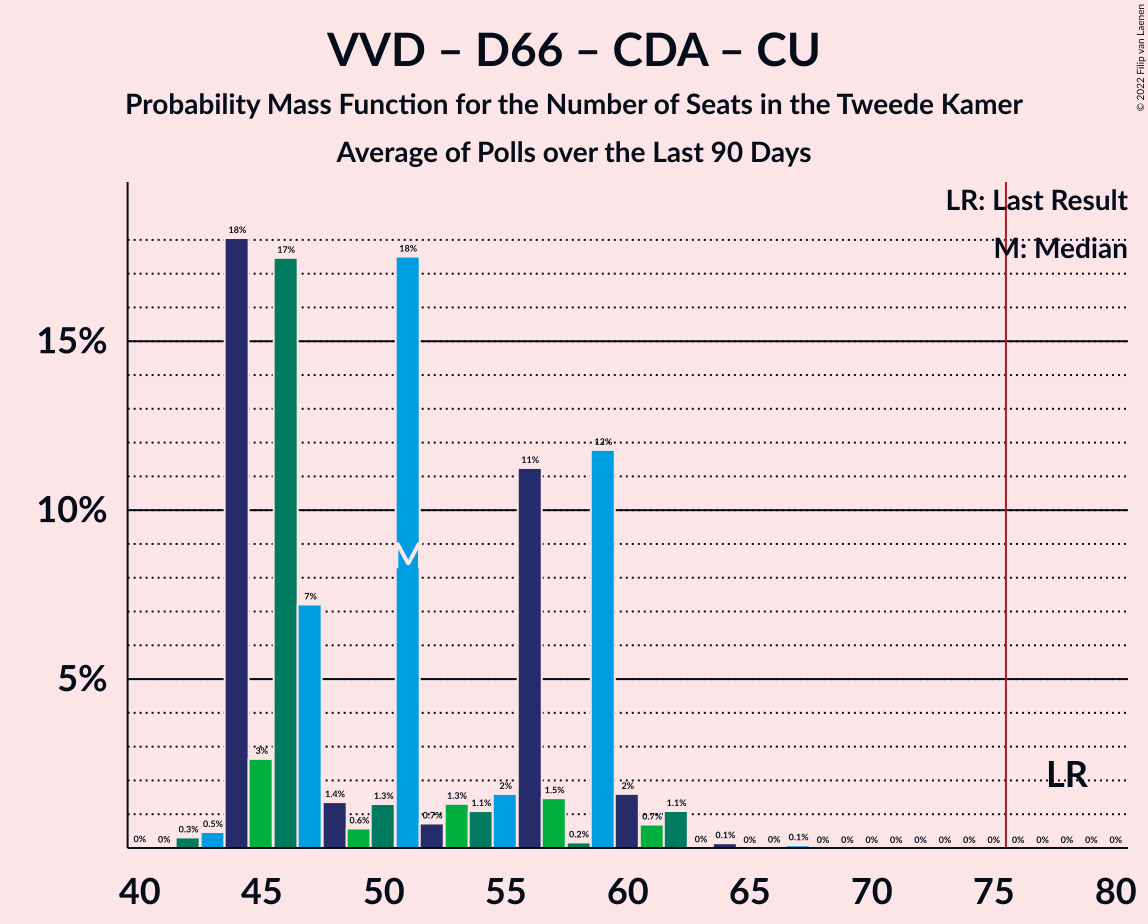 VVD – D66 – CDA – CU
Probability Mass Function for the Number of Seats in the Tweede Kamer
Average of Polls over the Last 90 Days
© 2022 Filip van Laenen
LR: Last Result
M: Median
15%
10%
5%
0% 0% 0.3% 0.5% 18% 3% 17% 7% 1.4% 0.6% 1.3% 18% 0.7% 1.3% 1.1% 2% 11% 1.5% 0.2% 12% 2% 0.7% 1.1% 0% 0.1% 0% 0% 0.1% 0% 0% 0% 0% 0% 0% 0% 0% 0% 0% 0% 0% 0%
M
LR
40 45 50 55 60 65 70 75 80